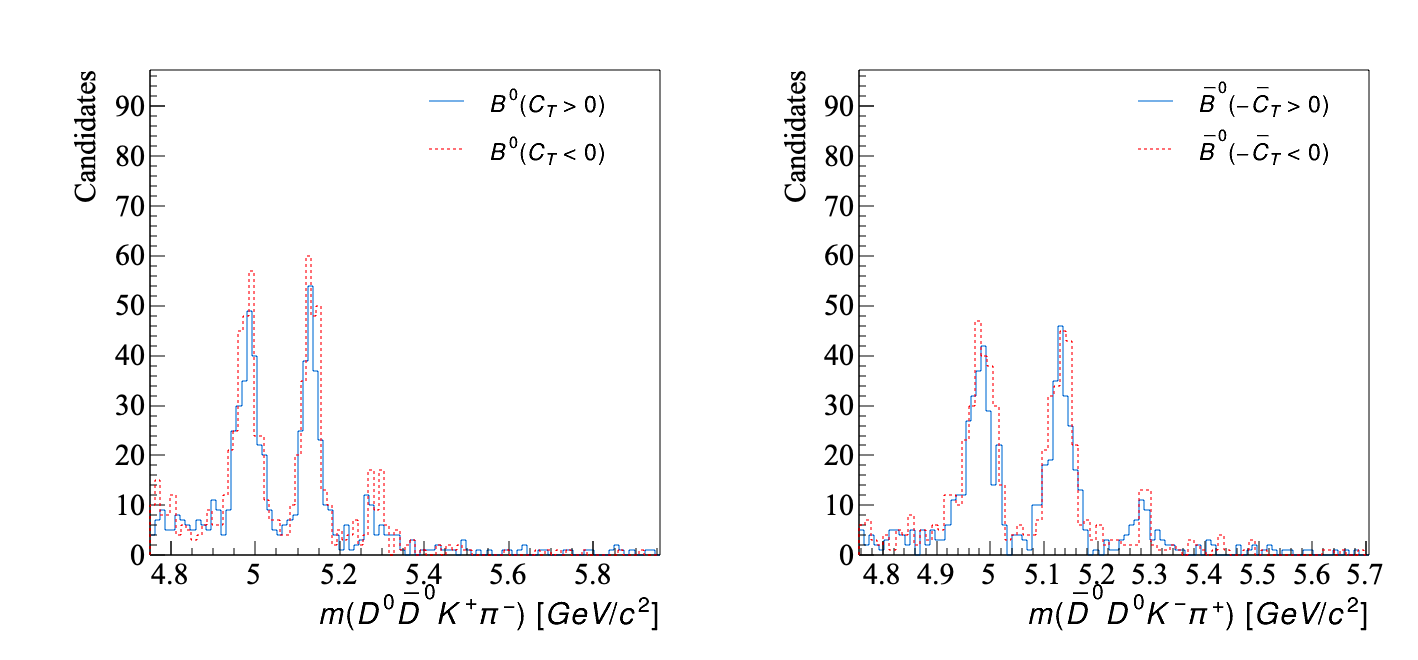 Candidates
90
80
70
60
50
40
30
20
10
0
B⁰(C_T > 0)
B⁰(C_T < 0)
4.8 5 5.2 5.4 5.6 5.8
m(D⁰D̄⁰K⁺π⁻) [GeV/c²]
Candidates
90
80
70
60
50
40
30
20
10
0
B̄⁰(−C̄_T > 0)
B̄⁰(−C̄_T < 0)
4.8 4.9 5 5.1 5.2 5.3 5.4 5.5 5.6 5.7
m(D̄⁰D⁰K⁻π⁺) [GeV/c²]